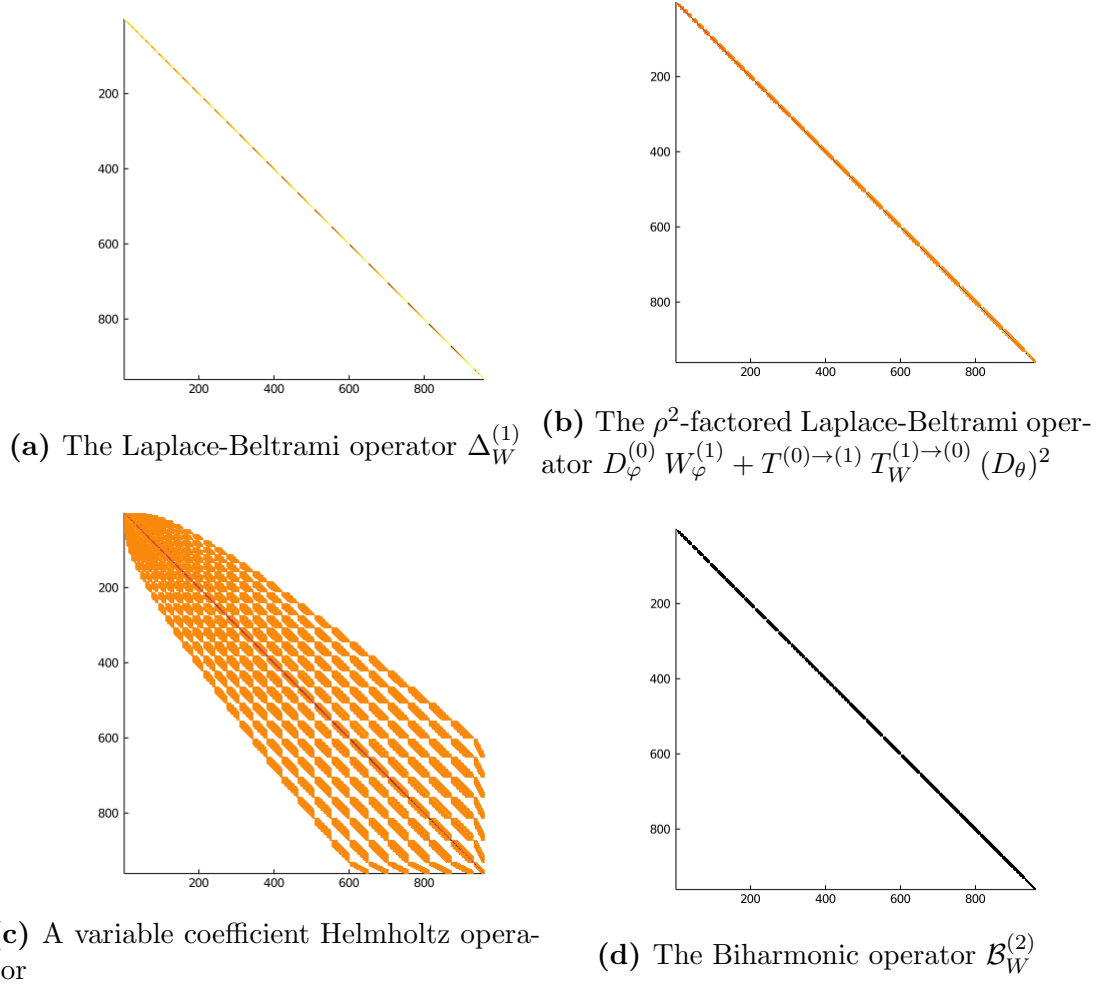 200
400
600
800
200 400 600 800
(a) The Laplace-Beltrami operator Δ_W^{(1)}
200
400
600
800
200 400 600 800
(b) The ρ²-factored Laplace-Beltrami oper-
ator D_φ^{(0)} W_φ^{(1)} + T^{(0)→(1)} T_W^{(1)→(0)} (D_θ)²
200
400
600
800
200 400 600 800
c) A variable coefficient Helmholtz opera-
or
200
400
600
800
200 400 600 800
(d) The Biharmonic operator ℬ_W^{(2)}